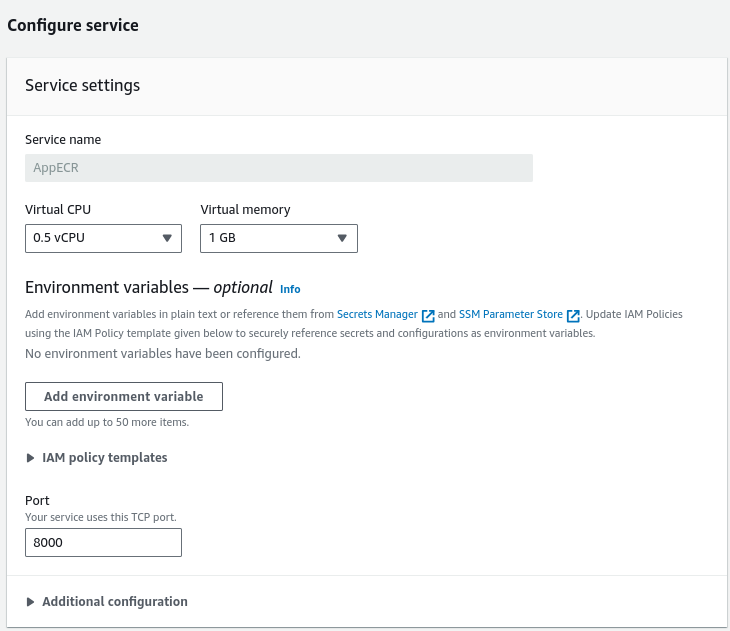 Configure service
Service settings
Service name
AppECR
Virtual CPU
Virtual memory
0.5 vCPU
1 GB
Environment variables — optional Info
Add environment variables in plain text or reference them from Secrets Manager and SSM Parameter Store. Update IAM Policies
using the IAM Policy template given below to securely reference secrets and configurations as environment variables.
No environment variables have been configured.
Add environment variable
You can add up to 50 more items.
IAM policy templates
Port
Your service uses this TCP port.
8000
Additional configuration